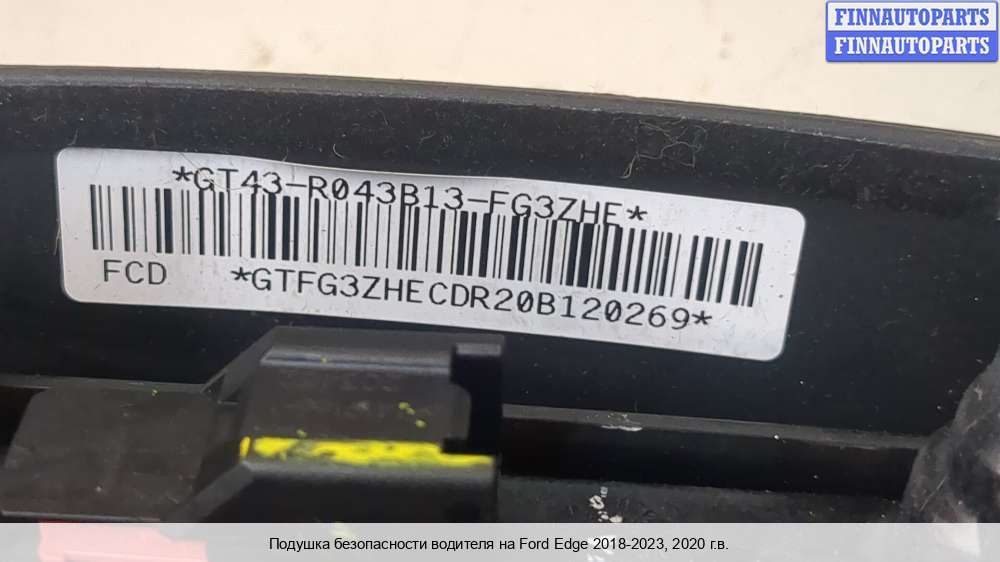 FINNAUTOPARTS
FINNAUTOPARTS
*GT43-R043B13-FG3ZHE*
FCD *GTFG3ZHECDR20B120269*
Подушка безопасности водителя на Ford Edge 2018-2023, 2020 г.в.